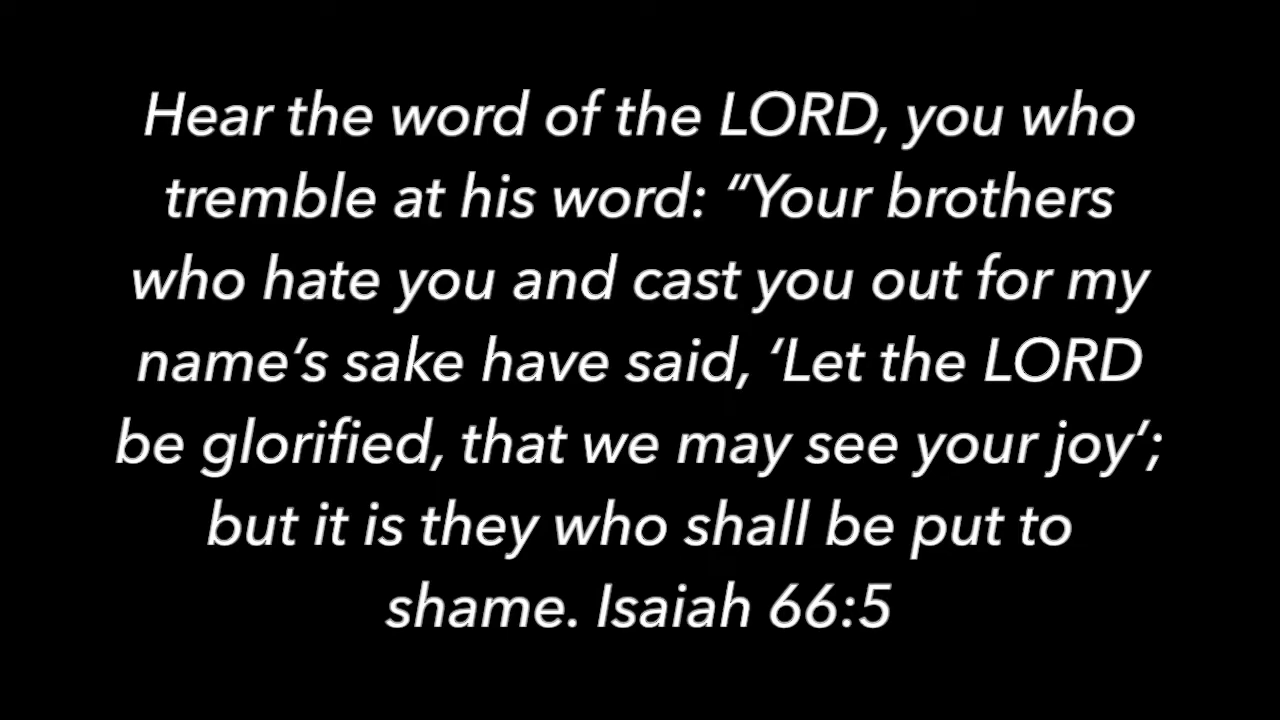 Hear the word of the LORD, you who
tremble at his word: “Your brothers
who hate you and cast you out for my
name’s sake have said, ‘Let the LORD
be glorified, that we may see your joy’;
but it is they who shall be put to
shame. Isaiah 66:5